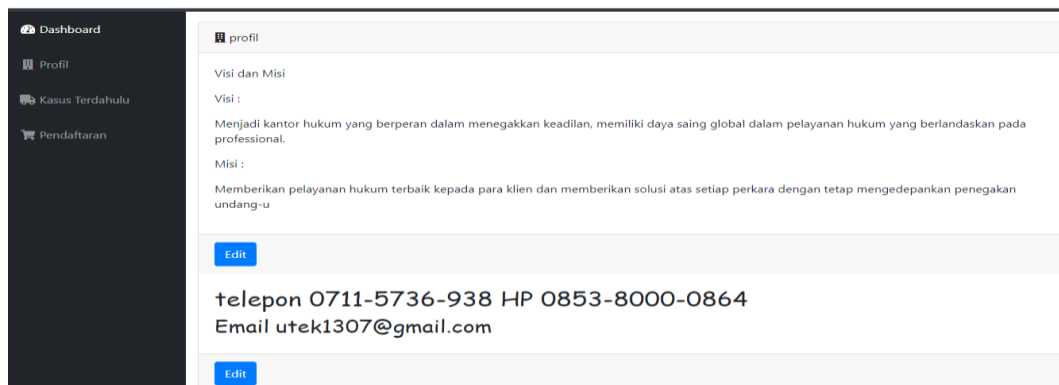 Dashboard
Profil
Kasus Terdahulu
Pendaftaran
profil
Visi dan Misi
Visi :
Menjadi kantor hukum yang berperan dalam menegakkan keadilan, memiliki daya saing global dalam pelayanan hukum yang berlandaskan pada
professional.
Misi :
Memberikan pelayanan hukum terbaik kepada para klien dan memberikan solusi atas setiap perkara dengan tetap mengedepankan penegakan
undang-u
Edit
telepon 0711-5736-938 HP 0853-8000-0864
Email utek1307@gmail.com
Edit